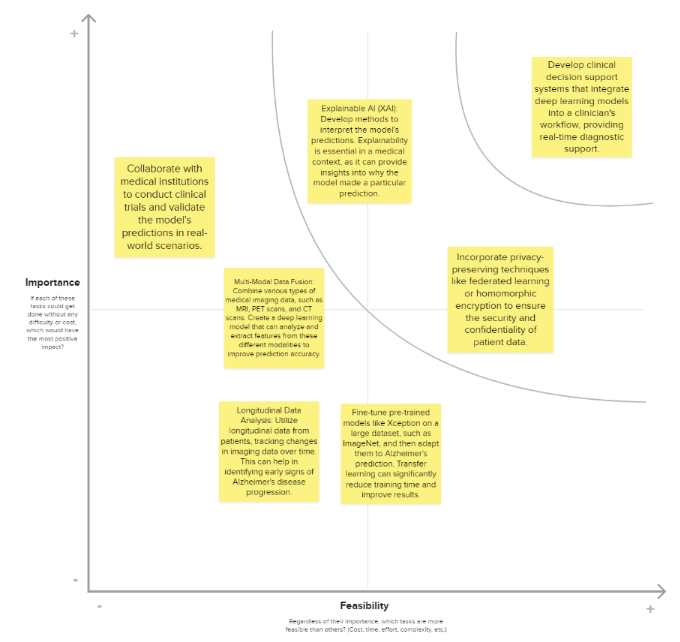 +
Develop clinical
decision support
systems that integrate
deep learning models
into a clinician's
workflow, providing
real-time diagnostic
support.
Explainable AI (XAI):
Develop methods to
interpret the model's
predictions. Explainability
is essential in a medical
context, as it can provide
insights into why the
model made a particular
prediction.
Collaborate with
medical institutions
to conduct clinical
trials and validate
the model's
predictions in real-
world scenarios.
Incorporate privacy-
preserving techniques
like federated learning
or homomorphic
encryption to ensure
the security and
confidentiality of
patient data.
Importance
If each of these
tasks could get
done without any
difficulty or cost,
which would have
the most positive
impact?
Multi-Modal Data Fusion:
Combine various types of
medical imaging data, such as
MRI, PET scans, and CT
scans. Create a deep learning
model that can analyze and
extract features from these
different modalities to
improve prediction accuracy.
Longitudinal Data
Analysis: Utilize
longitudinal data from
patients, tracking changes
in imaging data over time.
This can help in
identifying early signs of
Alzheimer's disease
progression.
Fine-tune pre-trained
models like Xception on a
large dataset, such as
ImageNet, and then adapt
them to Alzheimer's
prediction. Transfer
learning can significantly
reduce training time and
improve results.
-
-
Feasibility
+
Regardless of their importance, which tasks are more
feasible than others? (Cost, time, effort, complexity, etc.)